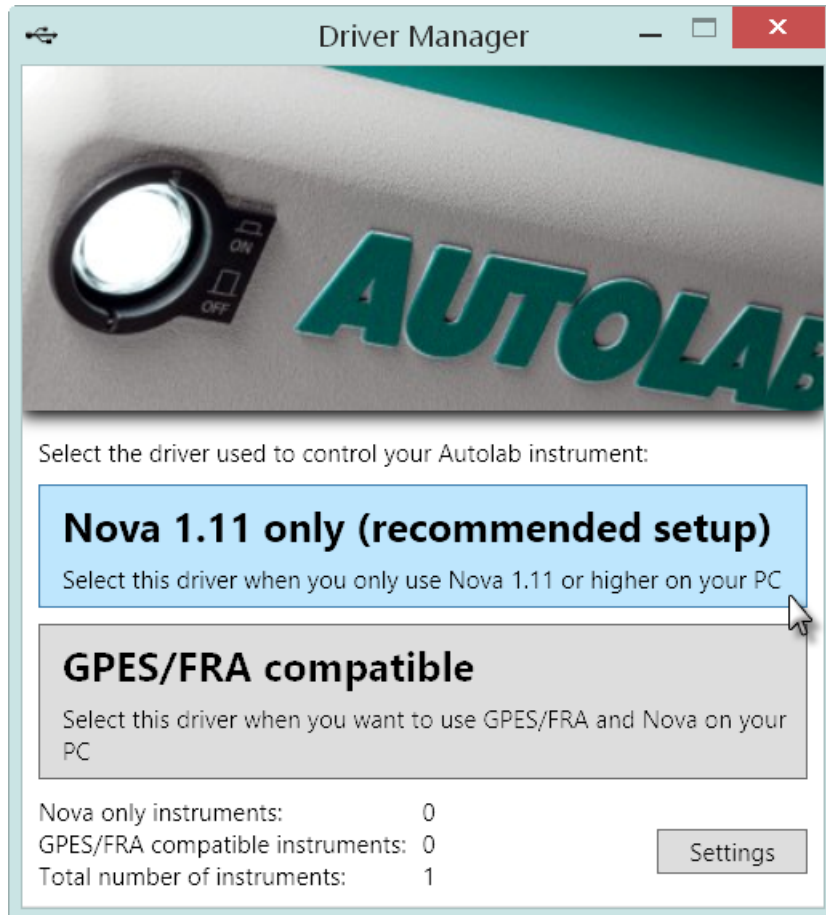 Driver Manager
ON
OFF
AUTOLAB
Select the driver used to control your Autolab instrument:
Nova 1.11 only (recommended setup)
Select this driver when you only use Nova 1.11 or higher on your PC
GPES/FRA compatible
Select this driver when you want to use GPES/FRA and Nova on your
PC
Nova only instruments: 0
GPES/FRA compatible instruments: 0
Total number of instruments: 1
Settings